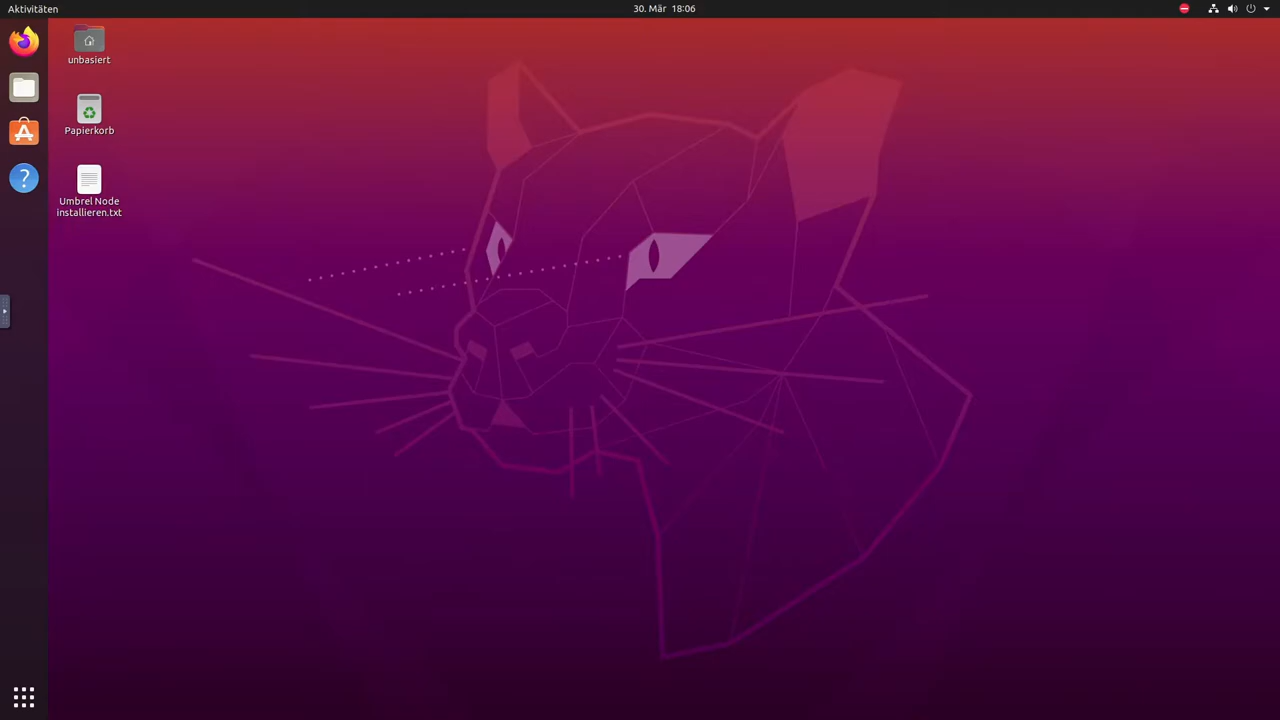 Aktivitäten
30. Mär  18:06
unbasiert
Papierkorb
Umbrel Node
installieren.txt